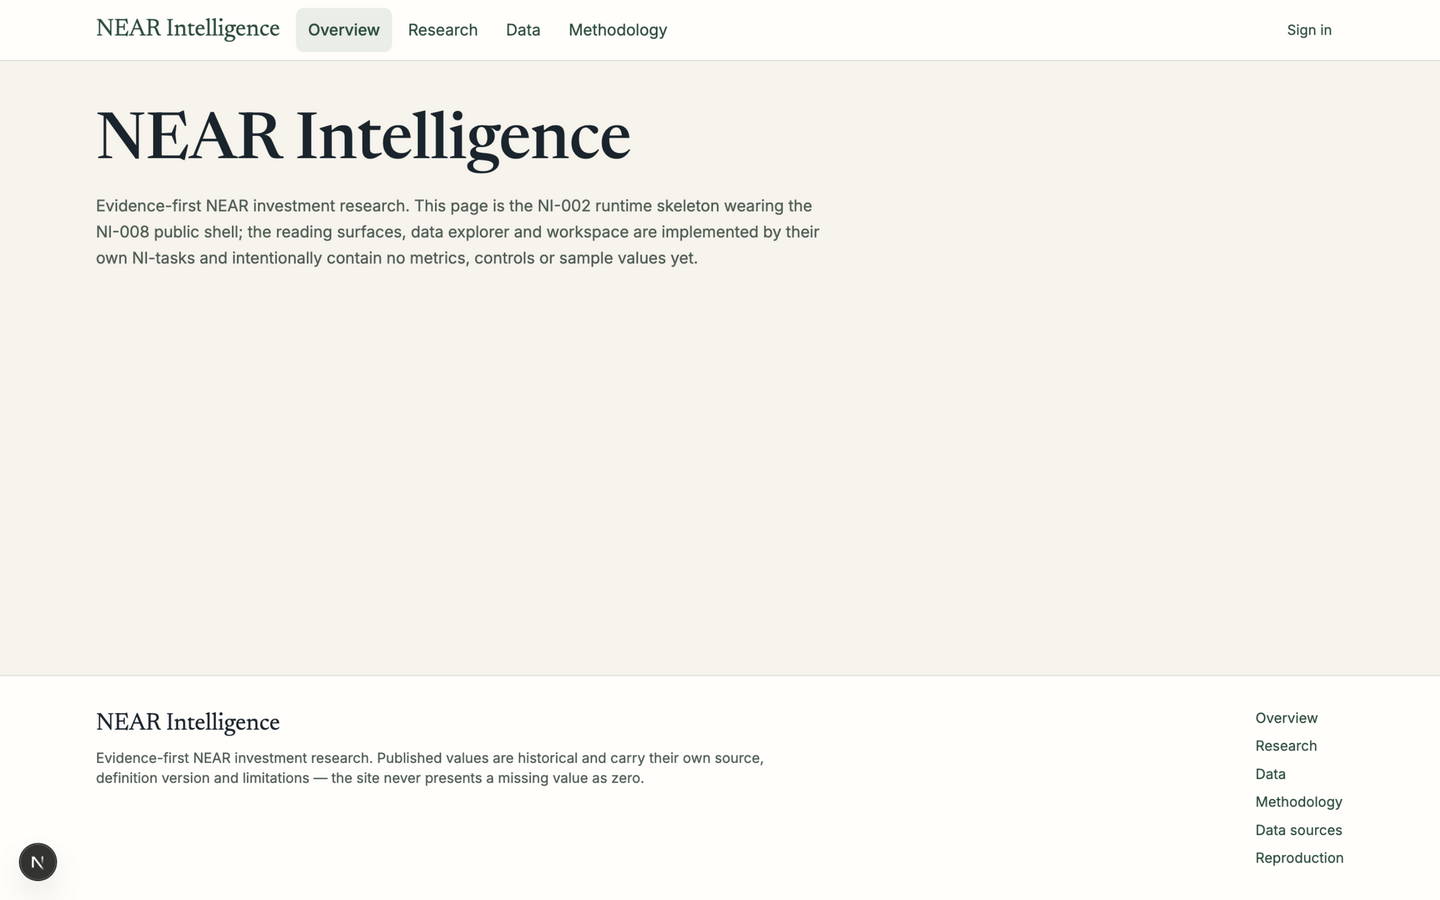 NEAR Intelligence
Overview
Research
Data
Methodology
Sign in
NEAR Intelligence
Evidence-first NEAR investment research. This page is the NI-002 runtime skeleton wearing the
NI-008 public shell; the reading surfaces, data explorer and workspace are implemented by their
own NI-tasks and intentionally contain no metrics, controls or sample values yet.
NEAR Intelligence
Evidence-first NEAR investment research. Published values are historical and carry their own source,
definition version and limitations — the site never presents a missing value as zero.
Overview
Research
Data
Methodology
Data sources
Reproduction
N